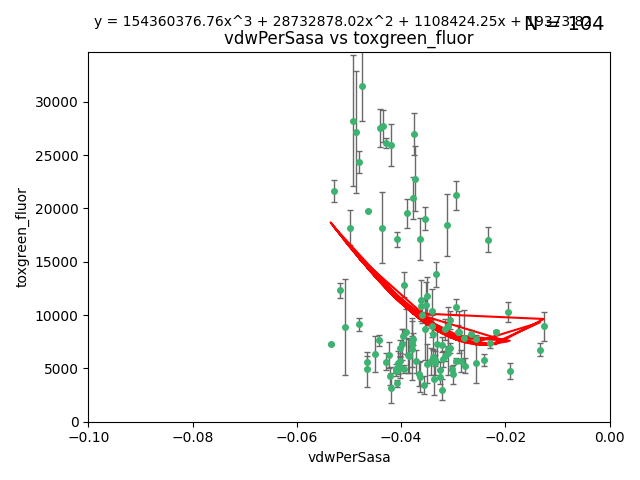 y = 154360376.76x^3 + 28732878.02x^2 + 1108424.25x +
N = 104
vdwPerSasa vs toxgreen_fluor
30000
25000
20000
15000
10000
5000
0
toxgreen_fluor
−0.10
−0.08
−0.06
−0.04
−0.02
0.00
vdwPerSasa